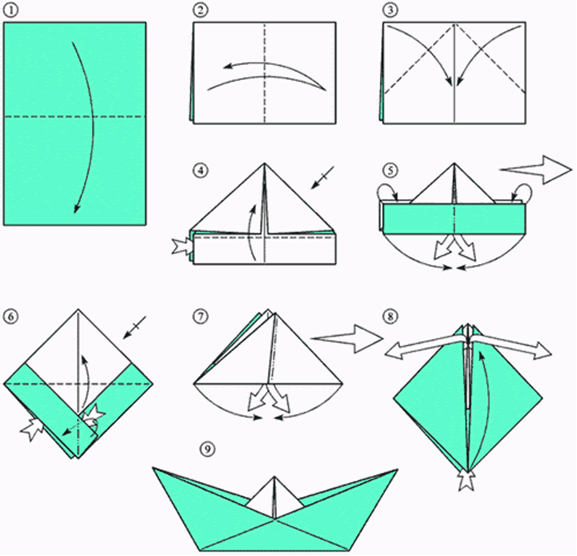 ① ② ③
④ ⑤
⑥ ⑦ ⑧
⑨